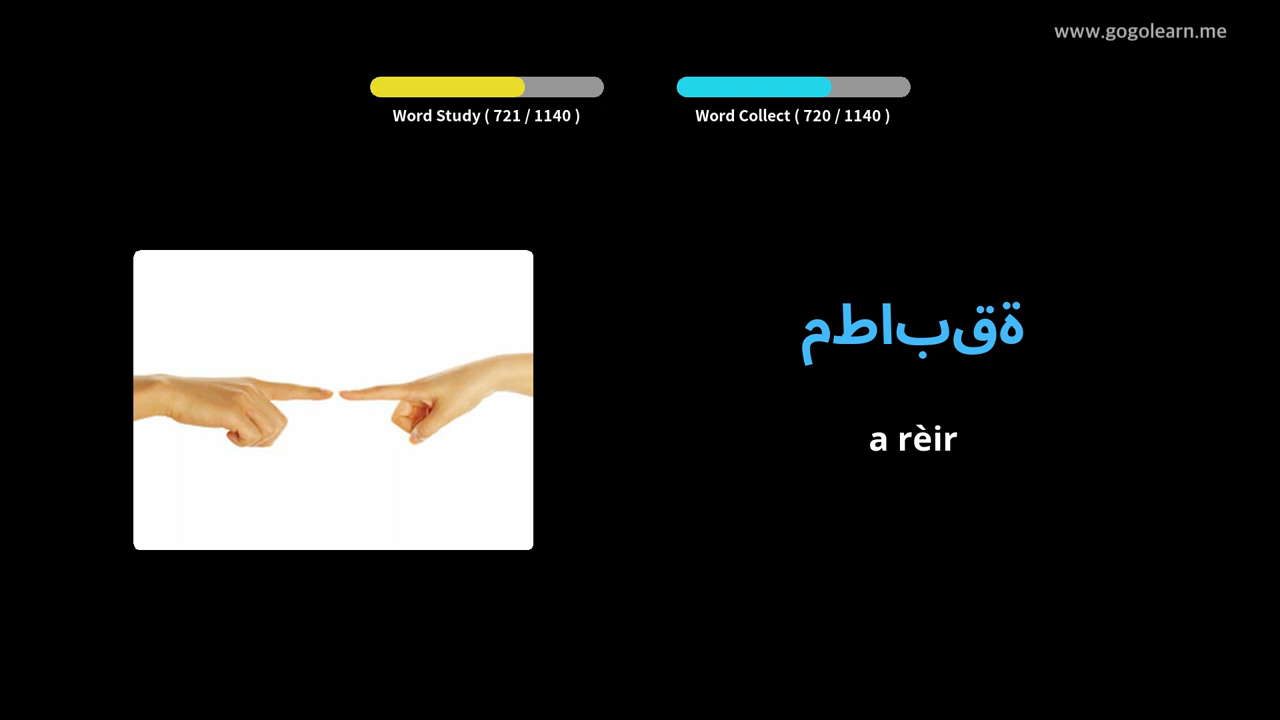 www.gogolearn.me
Word Study ( 721 / 1140 )
Word Collect ( 720 / 1140 )
مطابقة
a rèir